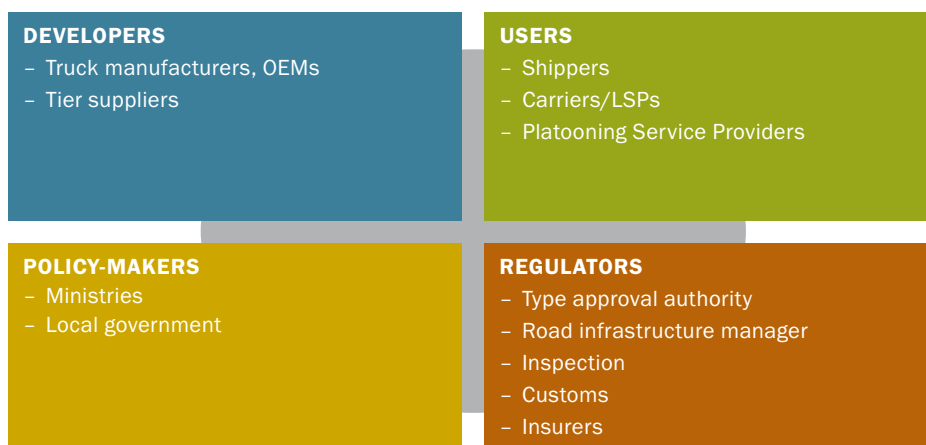 DEVELOPERS
– Truck manufacturers, OEMs
– Tier suppliers
USERS
– Shippers
– Carriers/LSPs
– Platooning Service Providers
POLICY-MAKERS
– Ministries
– Local government
REGULATORS
– Type approval authority
– Road infrastructure manager
– Inspection
– Customs
– Insurers